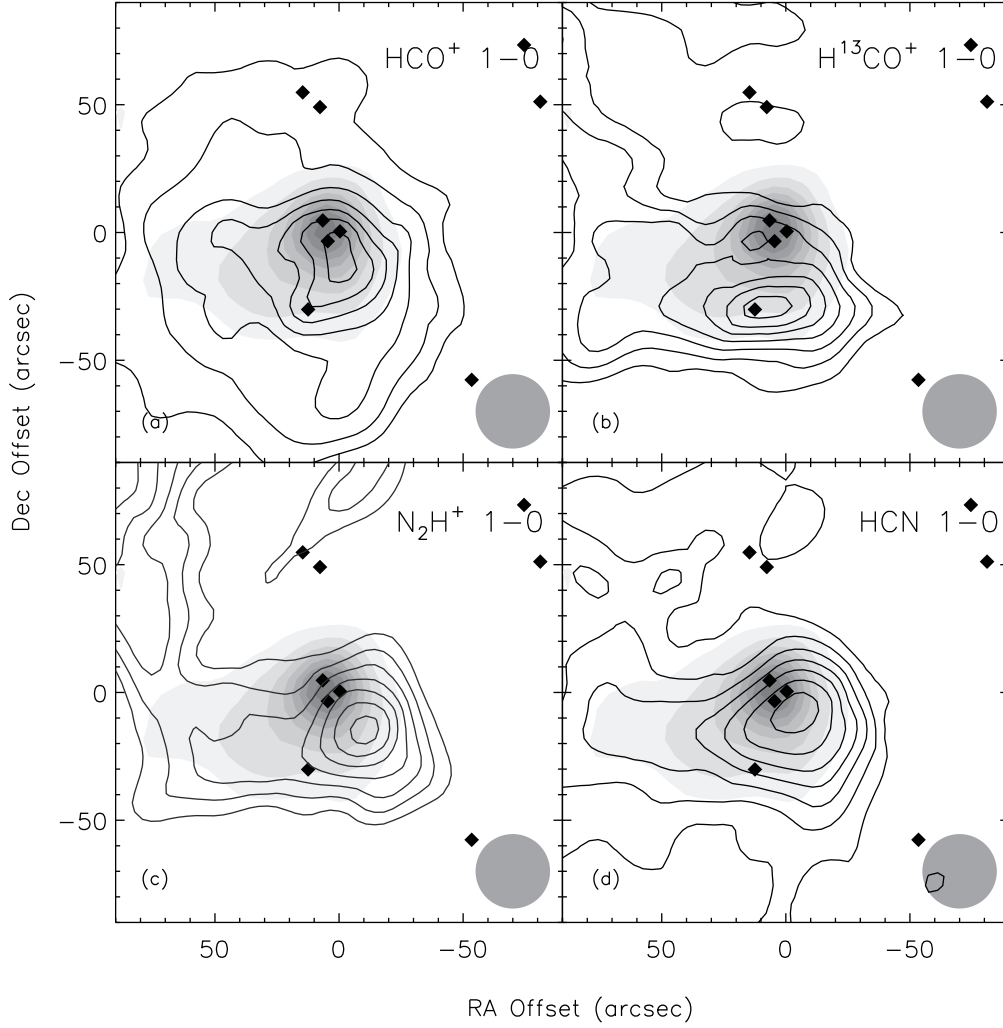 HCO⁺ 1−0
H¹³CO⁺ 1−0
50
0
−50
(a)
(b)
Dec Offset (arcsec)
N₂H⁺ 1−0
HCN 1−0
50
0
−50
(c)
(d)
50 0 −50 50 0 −50
RA Offset (arcsec)